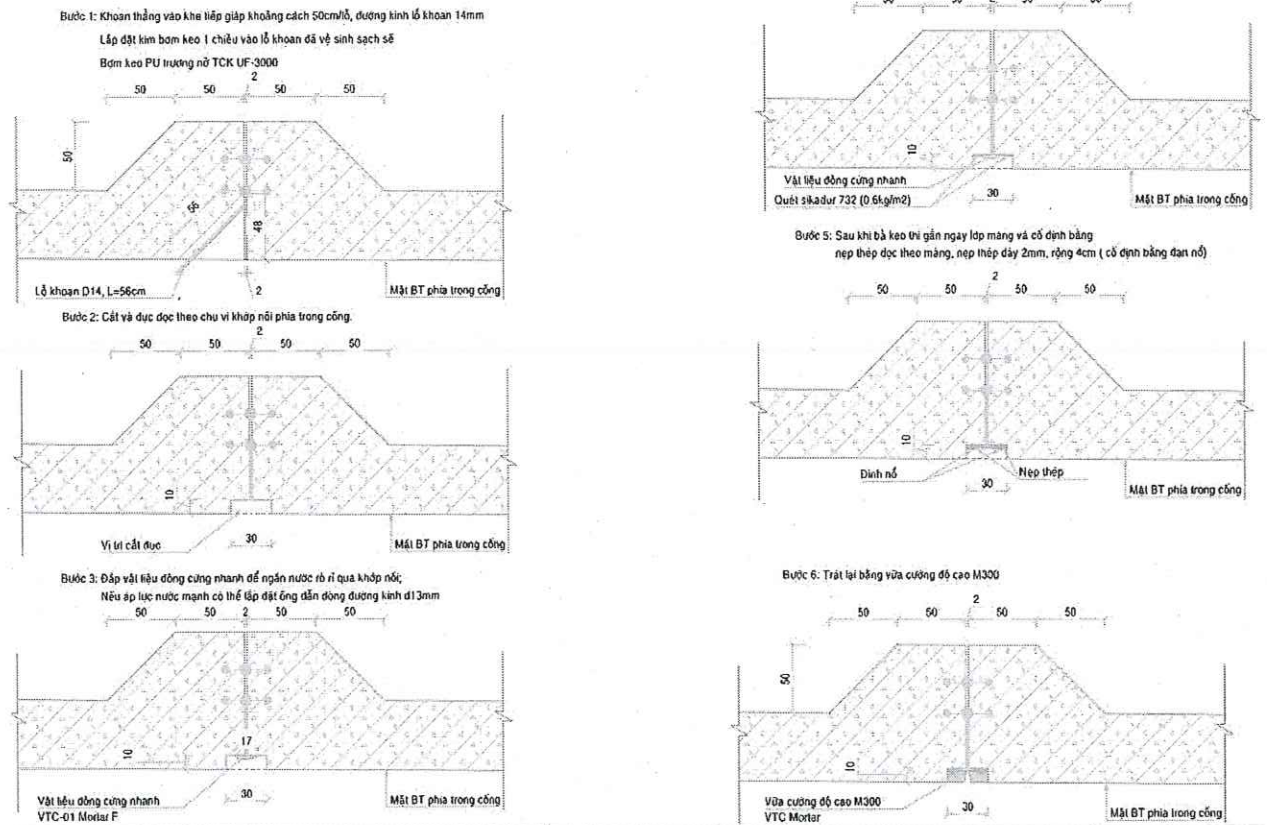 Bước 1: Khoan thẳng vào khe tiếp giáp khoảng cách 50cm/lỗ, đường kính lỗ khoan 14mm
Lắp đặt kim bơm keo 1 chiều vào lỗ khoan đã vệ sinh sạch sẽ
Bơm keo PU trương nở TCK UF-3000
2
50 50 50 50
50
56
48
Lỗ khoan D14, L=56cm
2
Mặt BT phía trong cống
Bước 2: Cắt và đục dọc theo chu vi khớp nối phía trong cống.
2
50 50 50 50
10
Vị trí cắt đục
30
Mặt BT phía trong cống
Bước 3: Đắp vật liệu đông cứng nhanh để ngăn nước rò rỉ qua khớp nối;
Nếu áp lực nước mạnh có thể lắp đặt ống dẫn dòng đường kính d13mm
50 50 2 50 50
17
10
30
Vật liệu đông cứng nhanh
VTC-01 Mortar F
Mặt BT phía trong cống
50 50 2 50 50
10
Vật liệu đông cứng nhanh
Quét sikadur 732 (0.6kg/m2)
30
Mặt BT phía trong cống
Bước 5: Sau khi bả keo thì gắn ngay lớp màng và cố định bằng
nẹp thép dọc theo màng, nẹp thép dày 2mm, rộng 4cm ( cố định bằng đạn nổ)
2
50 50 50 50
10
Đinh nổ
Nẹp thép
30
Mặt BT phía trong cống
Bước 6: Trát lại bằng vữa cường độ cao M300
2
50 50 50 50
50
10
Vữa cường độ cao M300
VTC Mortar
30
Mặt BT phía trong cống